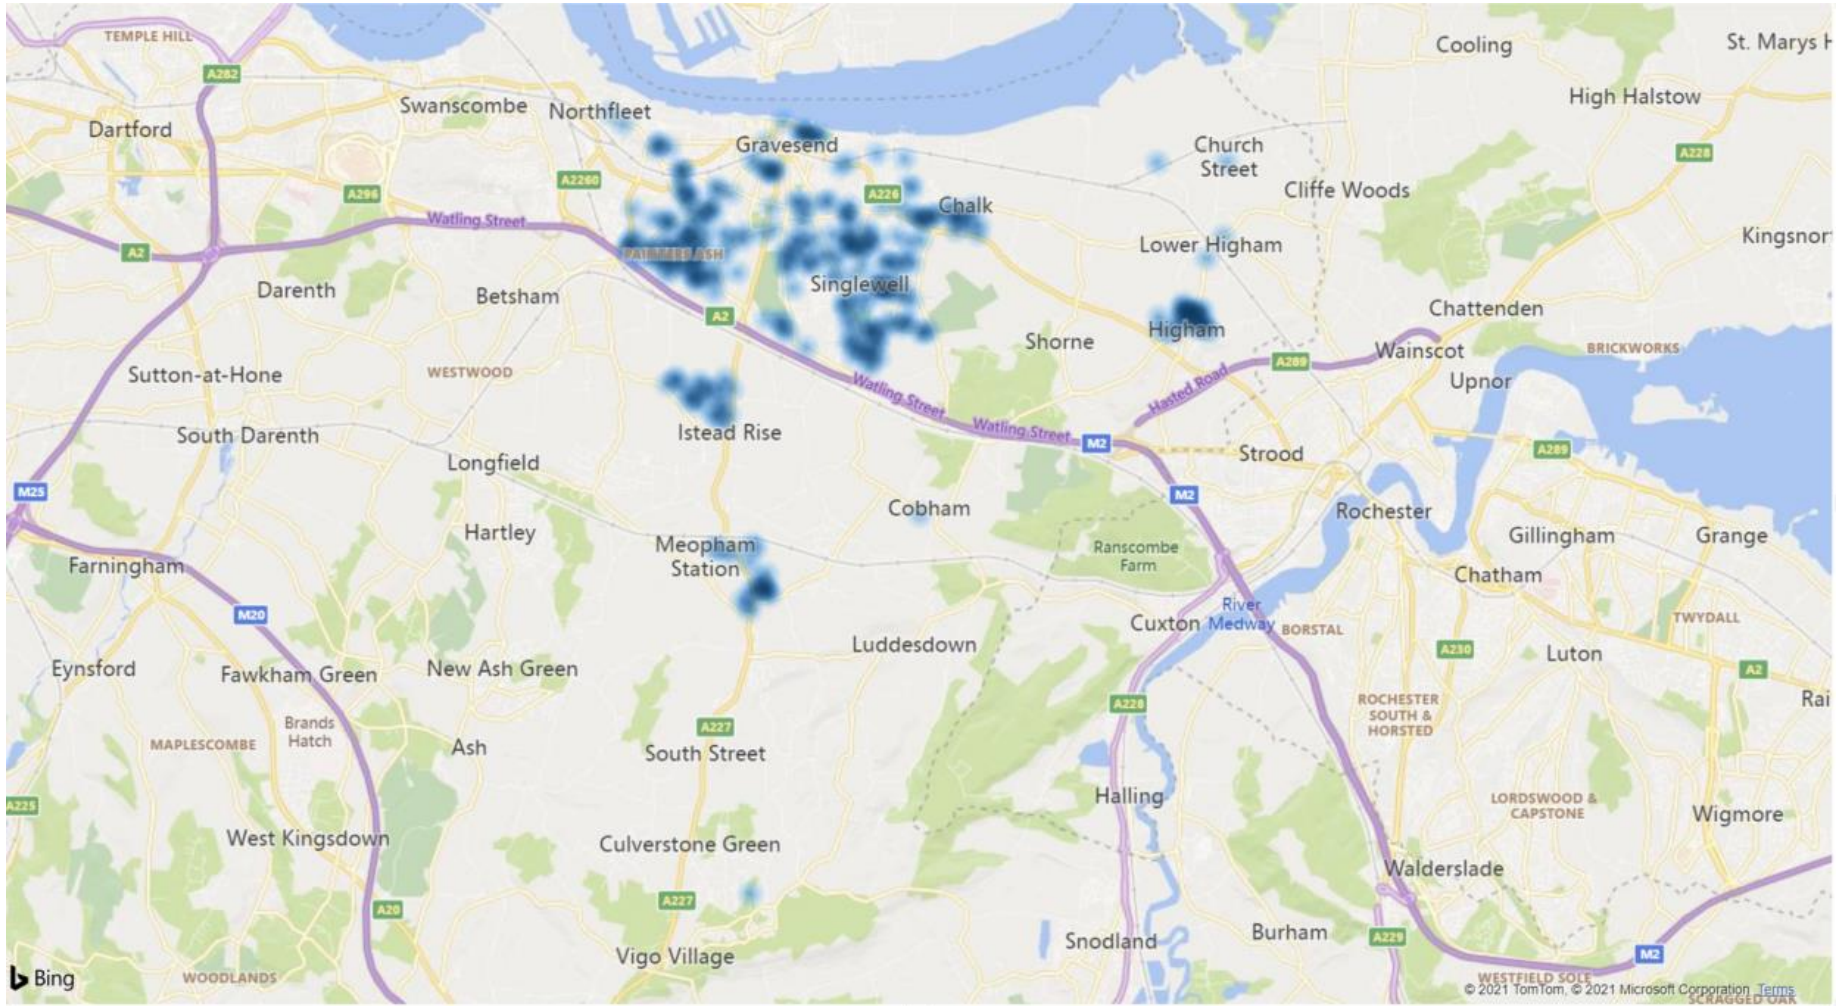 TEMPLE HILL
Cooling
St. Marys H
A282
Swanscombe
Northfleet
High Halstow
Dartford
Gravesend
Church
Street
A228
A296
A2260
A226
Cliffe Woods
Chalk
Watling Street
A2
PAINTERS ASH
Lower Higham
Kingsnor
Darenth
Betsham
Singlewell
Chattenden
A2
Higham
Shorne
Wainscot
BRICKWORKS
A289
Sutton-at-Hone
WESTWOOD
Upnor
Watling Street
Hasted Road
Istead Rise
South Darenth
Watling Street
M2
Strood
A289
Longfield
M25
M2
Cobham
Rochester
Hartley
Meopham
Station
Ranscombe
Farm
Gillingham
Grange
Farningham
Chatham
M20
River
Medway
Cuxton
BORSTAL
TWYDALL
Luddesdown
A230
Luton
Eynsford
Fawkham Green
New Ash Green
A2
Rai
A228
ROCHESTER
SOUTH &
HORSTED
Brands
Hatch
A227
MAPLESCOMBE
Ash
South Street
Halling
A225
LORDSWOOD &
CAPSTONE
Wigmore
West Kingsdown
Culverstone Green
Walderslade
A227
A20
Burham
A229
Snodland
Vigo Village
M2
Bing
WOODLANDS
WESTFIELD SOLE
© 2021 TomTom, © 2021 Microsoft Corporation Terms
SCRAGGED OAK